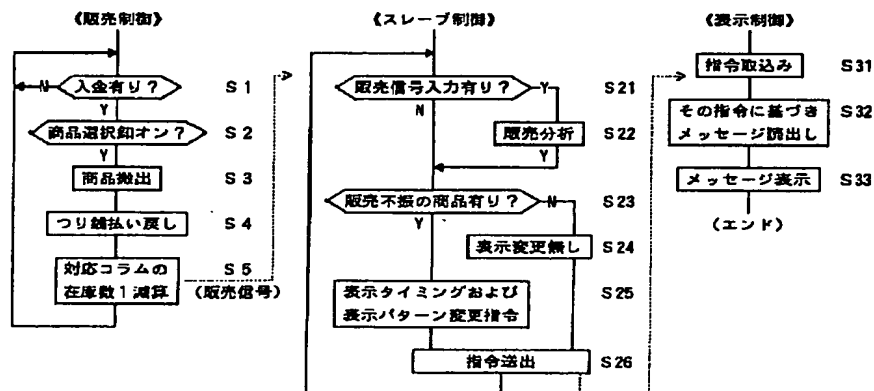 《販売制御》
入金有り？
N
S1
Y
商品選択釦オン？
S2
Y
商品搬出
S3
つり銭払い戻し
S4
対応コラムの
在庫数1減算
S5
(販売信号)
《スレーブ制御》
販売信号入力有り？
Y
S21
N
販売分析
S22
Y
販売不振の商品有り？
N
S23
Y
表示変更無し
S24
表示タイミングおよび
表示パターン変更指令
S25
指令送出
S26
《表示制御》
指令取込み
S31
その指令に基づき
メッセージ読出し
S32
メッセージ表示
S33
(エンド)